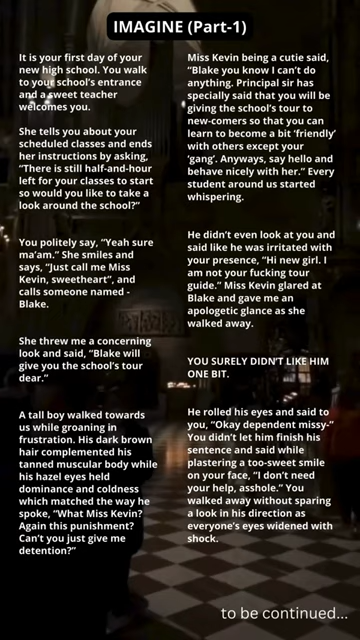 IMAGINE (Part-1)
It is your first day of your
new high school. You walk
to your school's entrance
and a sweet teacher
welcomes you.
She tells you about your
scheduled classes and ends
her instructions by asking,
“There is still half-and-hour
left for your classes to start
so would you like to take a
look around the school?”
You politely say, “Yeah sure
ma'am.” She smiles and
says, “Just call me Miss
Kevin, sweetheart”, and
calls someone named -
Blake.
She threw me a concerning
look and said, “Blake will
give you the school's tour
dear.”
A tall boy walked towards
us while groaning in
frustration. His dark brown
hair complemented his
tanned muscular body while
his hazel eyes held
dominance and coldness
which matched the way he
spoke, “What Miss Kevin?
Again this punishment?
Can't you just give me
detention?”
Miss Kevin being a cutie said,
“Blake you know I can't do
anything. Principal sir has
specially said that you will be
giving the school's tour to
new-comers so that you can
learn to become a bit ‘friendly’
with others except your
‘gang’. Anyways, say hello and
behave nicely with her.” Every
student around us started
whispering.
He didn't even look at you and
said like he was irritated with
your presence, “Hi new girl. I
am not your fucking tour
guide.” Miss Kevin glared at
Blake and gave me an
apologetic glance as she
walked away.
YOU SURELY DIDN'T LIKE HIM
ONE BIT.
He rolled his eyes and said to
you, “Okay dependent missy-”
You didn't let him finish his
sentence and said while
plastering a too-sweet smile
on your face, “I don't need
your help, asshole.” You
walked away without sparing
a look in his direction as
everyone's eyes widened with
shock.
to be continued...